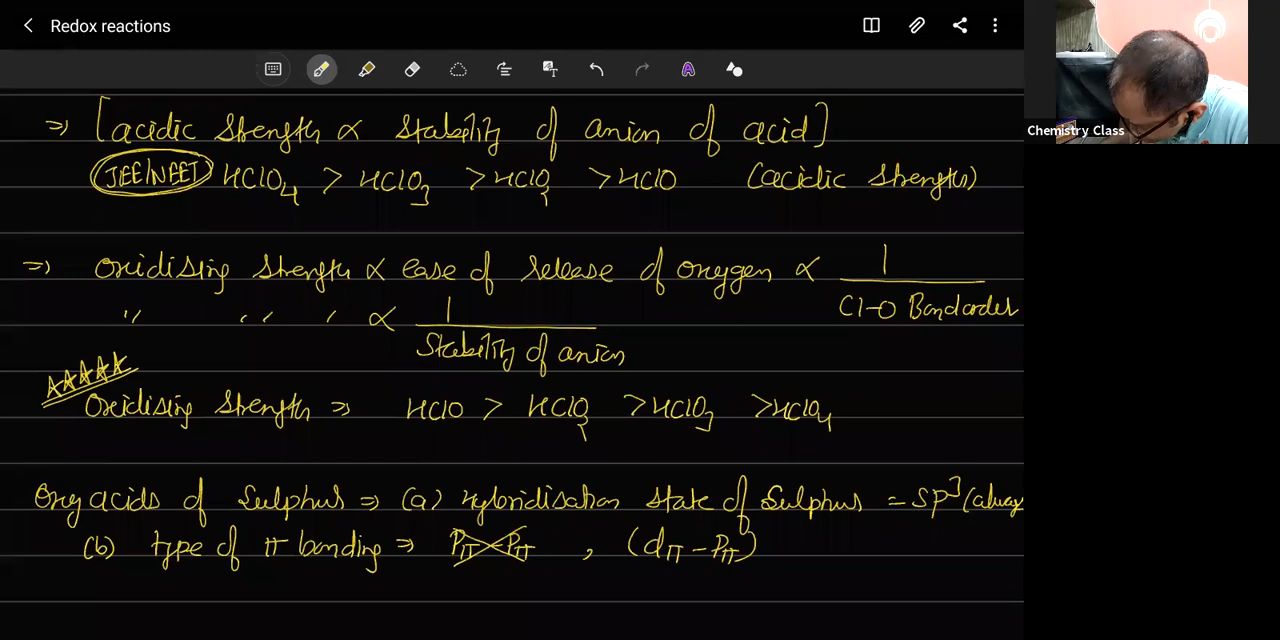 Redox reactions
Chemistry Class
⇒ [acidic strength ∝ stability of anion of acid]
JEE/NEET HClO4 > HClO3 > HClO2 > HClO (acidic strength)
⇒ Oxidising strength ∝ ease of release of oxygen ∝ 1 / Cl-O Bond order
" " " ∝ 1 / Stability of anion
☆☆☆☆☆
Oxidising strength ⇒ HClO > HClO2 > HClO3 > HClO4
Oxy acids of Sulphur ⇒ (a) Hybridisation state of Sulphur = SP3 (alway
(b) type of π bonding ⇒ Pπ-Pπ , (dπ-Pπ)